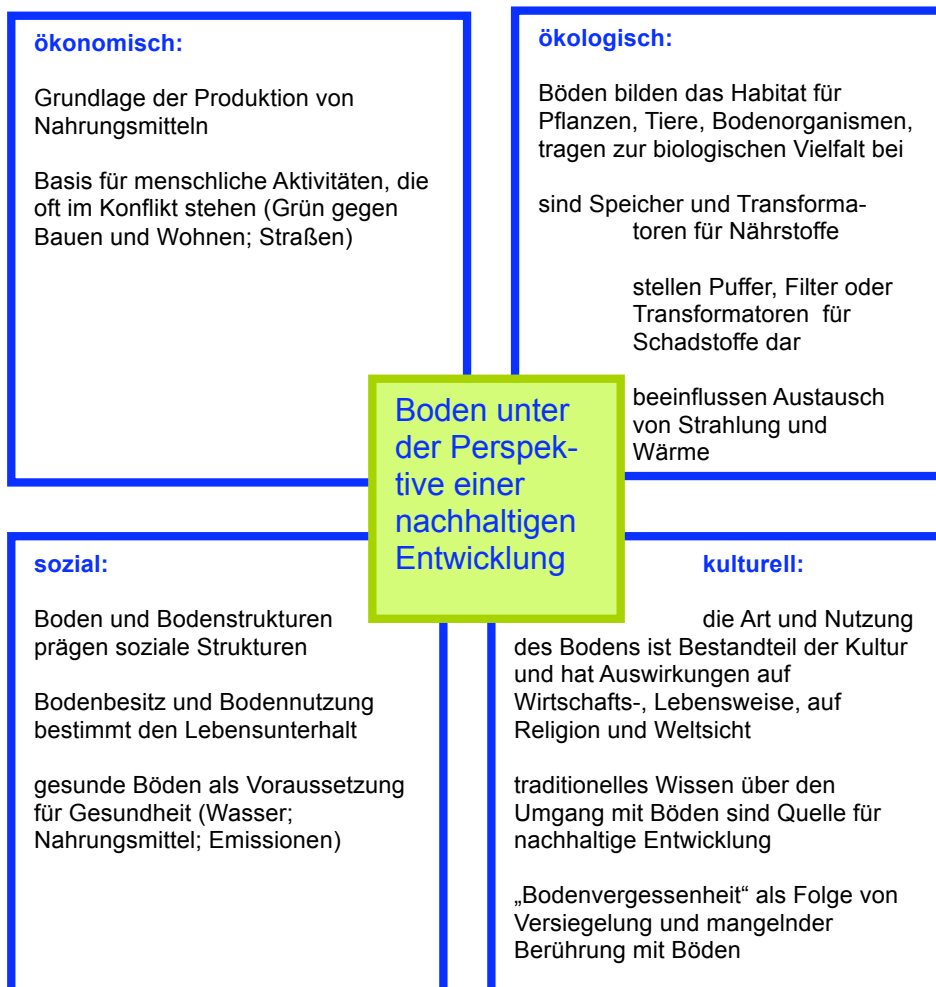 ökonomisch:
Grundlage der Produktion von
Nahrungsmitteln
Basis für menschliche Aktivitäten, die
oft im Konflikt stehen (Grün gegen
Bauen und Wohnen; Straßen)
ökologisch:
Böden bilden das Habitat für
Pflanzen, Tiere, Bodenorganismen,
tragen zur biologischen Vielfalt bei
sind Speicher und Transforma-
toren für Nährstoffe
stellen Puffer, Filter oder
Transformatoren für
Schadstoffe dar
beeinflussen Austausch
von Strahlung und
Wärme
Boden unter
der Perspek-
tive einer
nachhaltigen
Entwicklung
sozial:
Boden und Bodenstrukturen
prägen soziale Strukturen
Bodenbesitz und Bodennutzung
bestimmt den Lebensunterhalt
gesunde Böden als Voraussetzung
für Gesundheit (Wasser;
Nahrungsmittel; Emissionen)
kulturell:
die Art und Nutzung
des Bodens ist Bestandteil der Kultur
und hat Auswirkungen auf
Wirtschafts-, Lebensweise, auf
Religion und Weltsicht
traditionelles Wissen über den
Umgang mit Böden sind Quelle für
nachhaltige Entwicklung
„Bodenvergessenheit“ als Folge von
Versiegelung und mangelnder
Berührung mit Böden